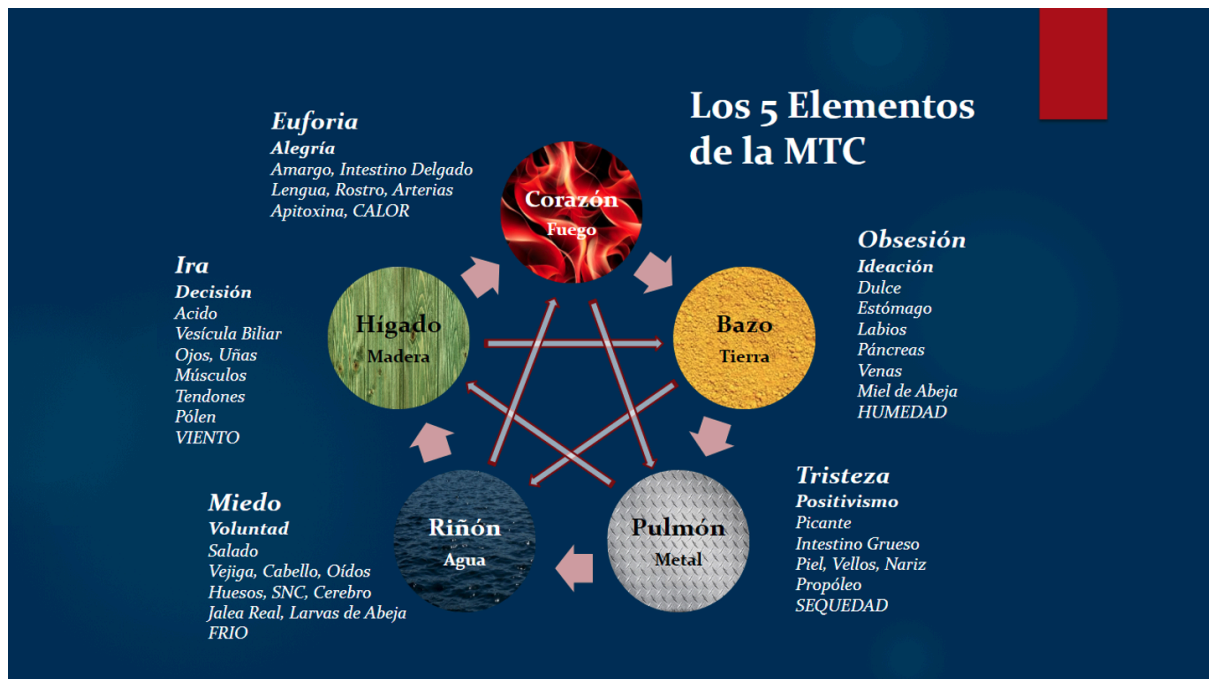 Los 5 Elementos
de la MTC
Euforia
Alegría
Amargo, Intestino Delgado
Lengua, Rostro, Arterias
Apitoxina, CALOR
Corazón
Fuego
Obsesión
Ideación
Dulce
Estómago
Labios
Páncreas
Venas
Miel de Abeja
HUMEDAD
Ira
Decisión
Acido
Vesícula Biliar
Ojos, Uñas
Músculos
Tendones
Pólen
VIENTO
Hígado
Madera
Bazo
Tierra
Tristeza
Positivismo
Picante
Intestino Grueso
Piel, Vellos, Nariz
Propóleo
SEQUEDAD
Miedo
Voluntad
Salado
Vejiga, Cabello, Oídos
Huesos, SNC, Cerebro
Jalea Real, Larvas de Abeja
FRIO
Riñón
Agua
Pulmón
Metal